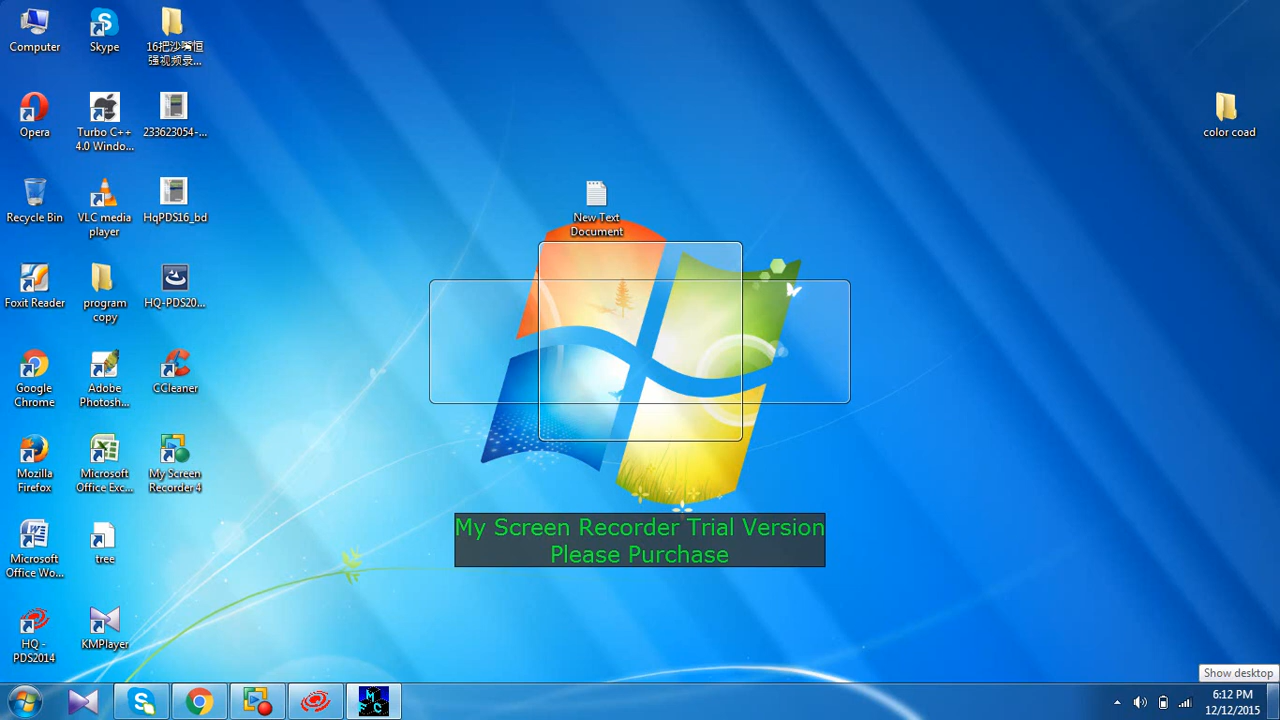 Computer
Skype
16把沙嘴恒
强视频录...
Opera
Turbo C++
4.0 Windo...
233623054-...
color coad
Recycle Bin
VLC media
player
HqPDS16_bd
New Text
Document
Foxit Reader
program
copy
HQ-PDS20...
Google
Chrome
Adobe
Photosh...
CCleaner
Mozilla
Firefox
Microsoft
Office Exc...
My Screen
Recorder 4
My Screen Recorder Trial Version
Please Purchase
Microsoft
Office Wo...
tree
HQ -
PDS2014
KMPlayer
Show desktop
6:12 PM
12/12/2015